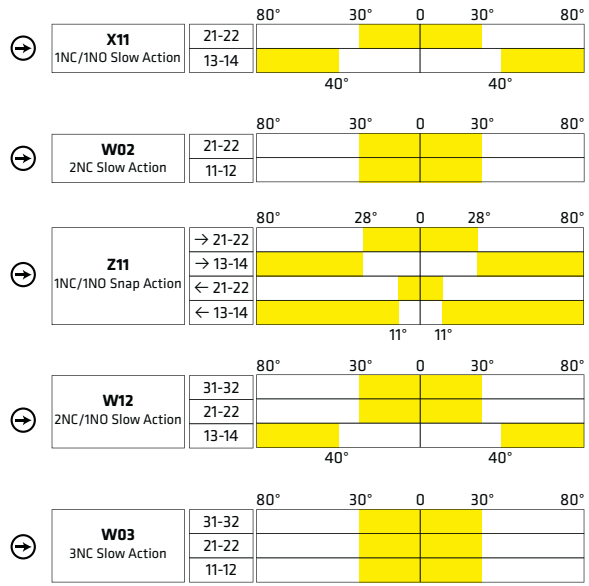 80° 30° 0 30° 80°
X11
1NC/1NO Slow Action
21-22
13-14
40° 40°
80° 30° 0 30° 80°
W02
2NC Slow Action
21-22
11-12
80° 28° 0 28° 80°
Z11
1NC/1NO Snap Action
→ 21-22
→ 13-14
← 21-22
← 13-14
11° 11°
80° 30° 0 30° 80°
W12
2NC/1NO Slow Action
31-32
21-22
13-14
40° 40°
80° 30° 0 30° 80°
W03
3NC Slow Action
31-32
21-22
11-12